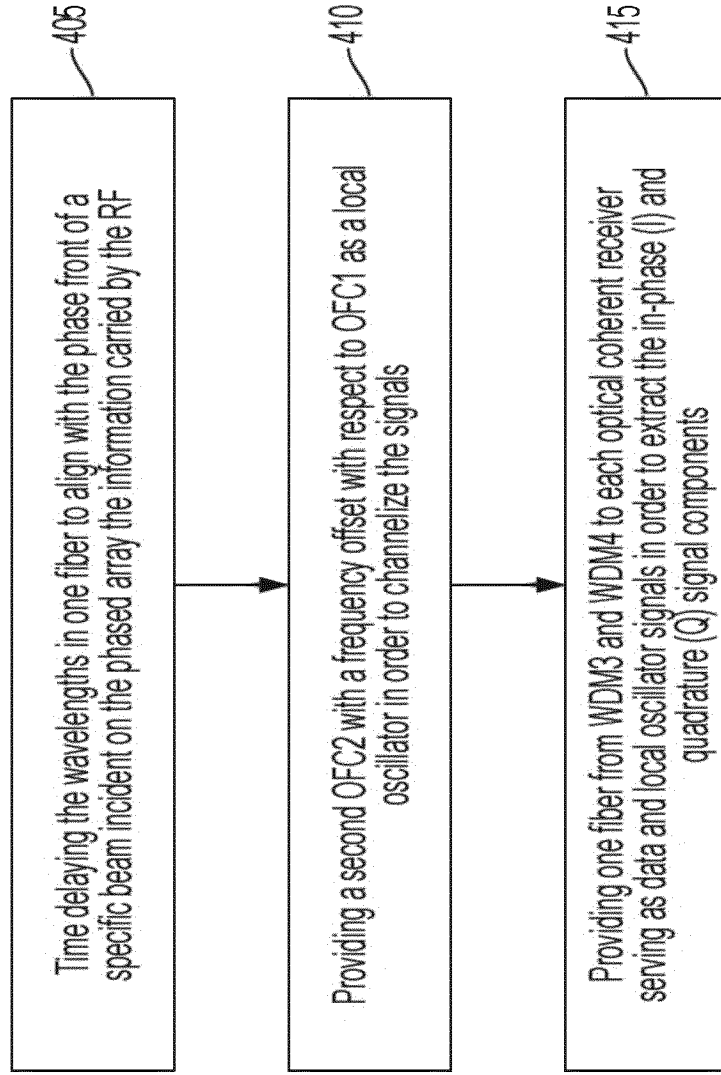 Time delaying the wavelengths in one fiber to align with the phase front of a
specific beam incident on the phased array the information carried by the RF
405
Providing a second OFC2 with a frequency offset with respect to OFC1 as a local
oscillator in order to channelize the signals
410
Providing one fiber from WDM3 and WDM4 to each optical coherent receiver
serving as data and local oscillator signals in order to extract the in-phase (I) and
quadrature (Q) signal components
415